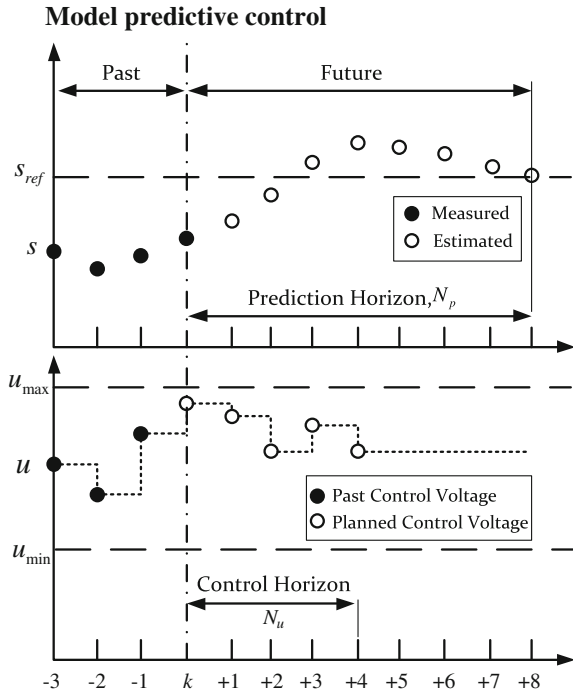 Model predictive control
Past
Future
s_ref
Measured
Estimated
s
Prediction Horizon, N_p
u_max
u
Past Control Voltage
Planned Control Voltage
u_min
Control Horizon
N_u
-3 -2 -1 k +1 +2 +3 +4 +5 +6 +7 +8